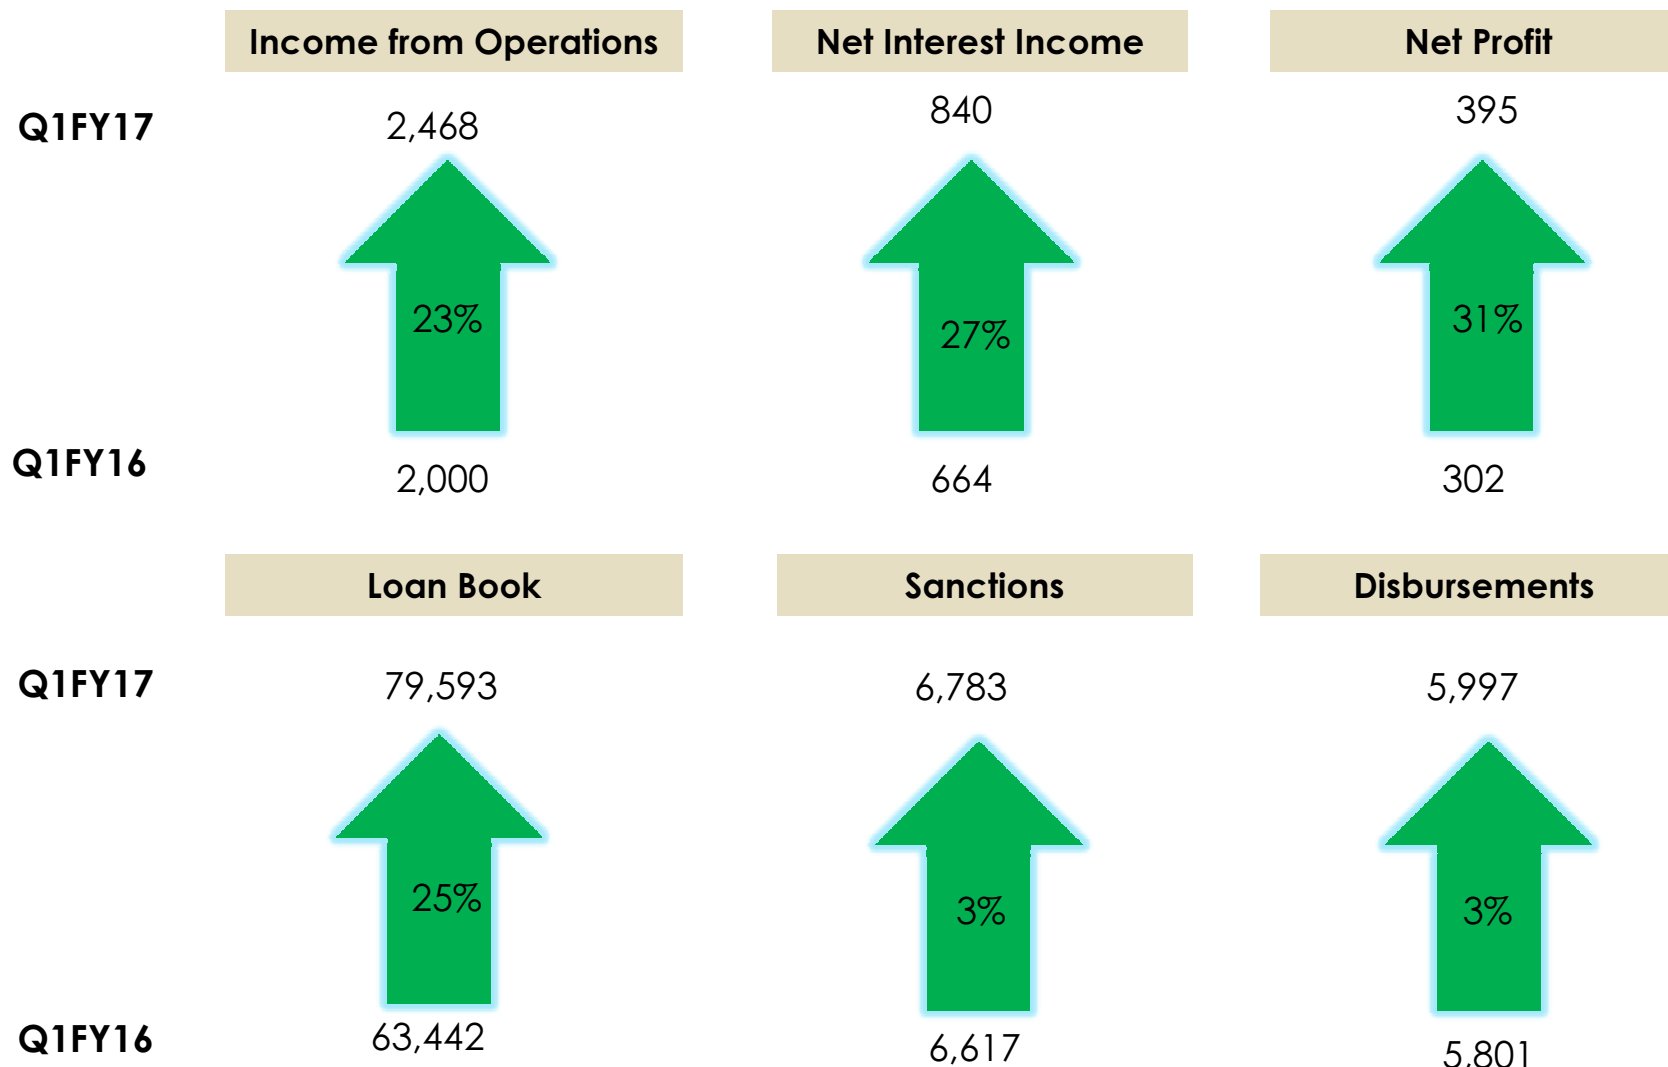 Income from Operations Net Interest Income Net Profit
Q1FY17 2,468 840 395
23% 27% 31%
Q1FY16 2,000 664 302
Loan Book Sanctions Disbursements
Q1FY17 79,593 6,783 5,997
25% 3% 3%
Q1FY16 63,442 6,617 5,801